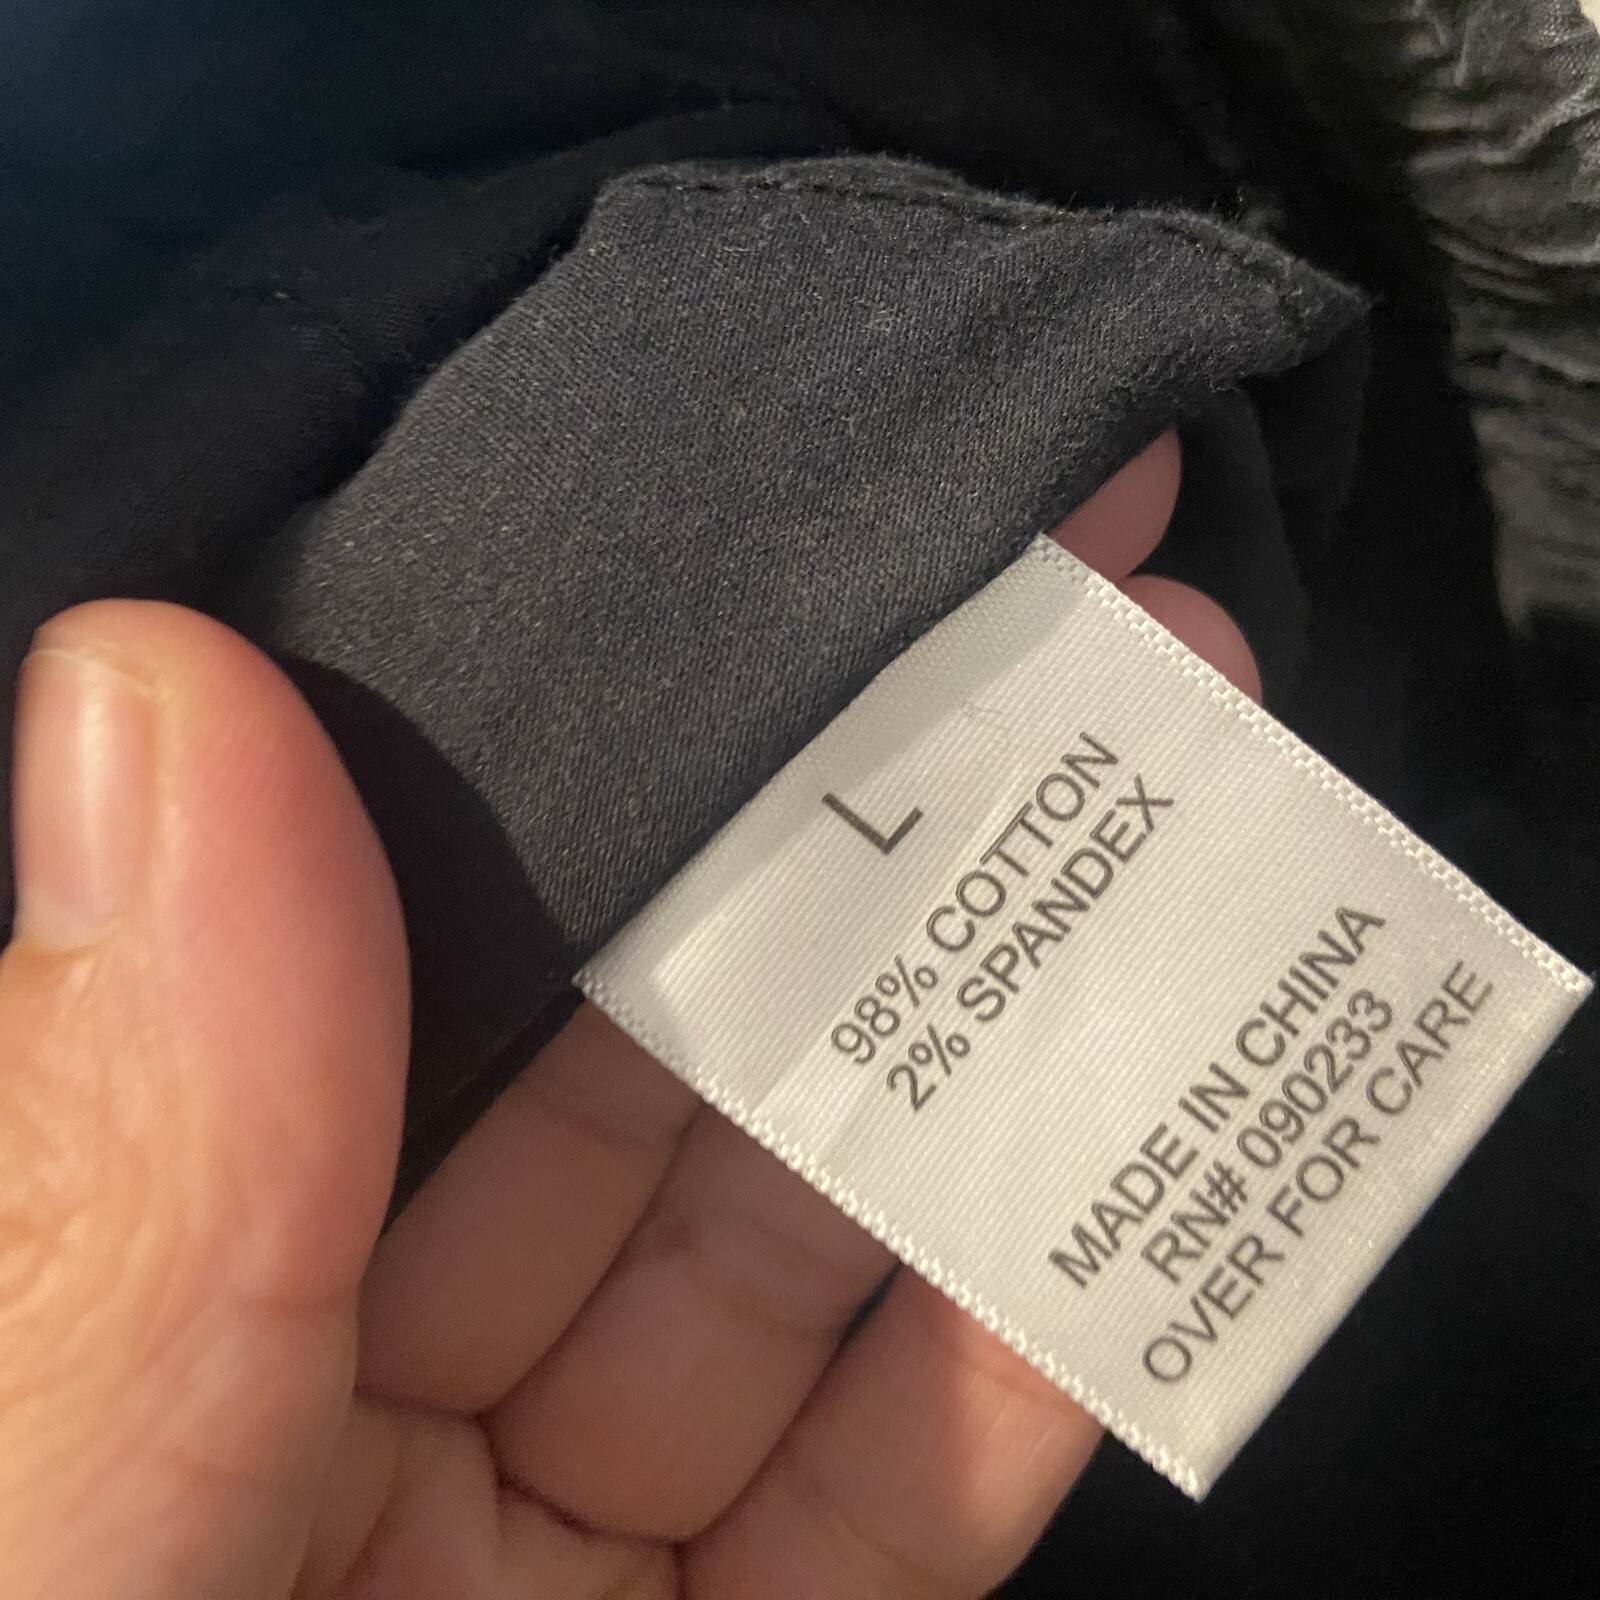 L
98% COTTON
2% SPANDEX
MADE IN CHINA
RN# 090233
OVER FOR CARE